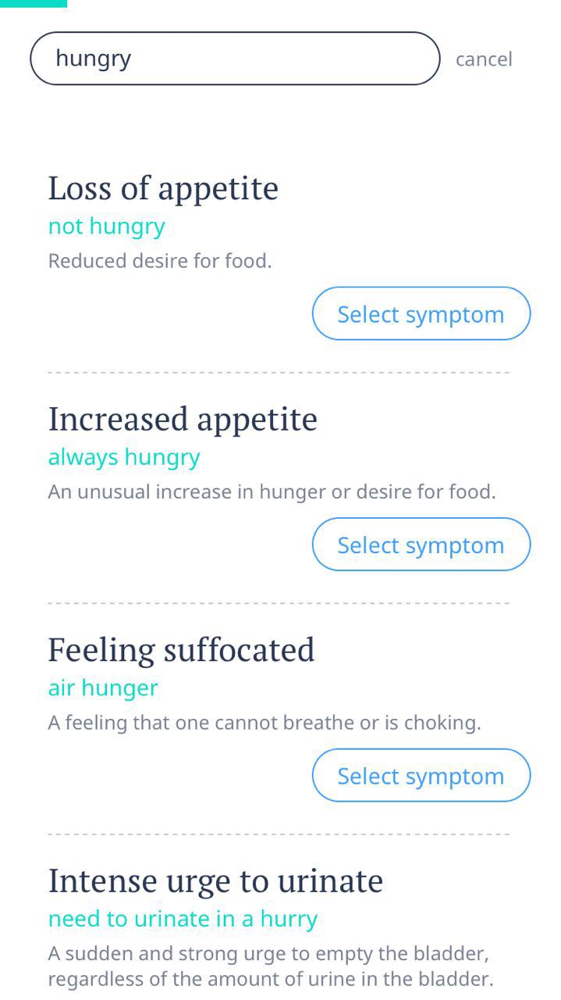 hungry
cancel
Loss of appetite
not hungry
Reduced desire for food.
Select symptom
Increased appetite
always hungry
An unusual increase in hunger or desire for food.
Select symptom
Feeling suffocated
air hunger
A feeling that one cannot breathe or is choking.
Select symptom
Intense urge to urinate
need to urinate in a hurry
A sudden and strong urge to empty the bladder,
regardless of the amount of urine in the bladder.